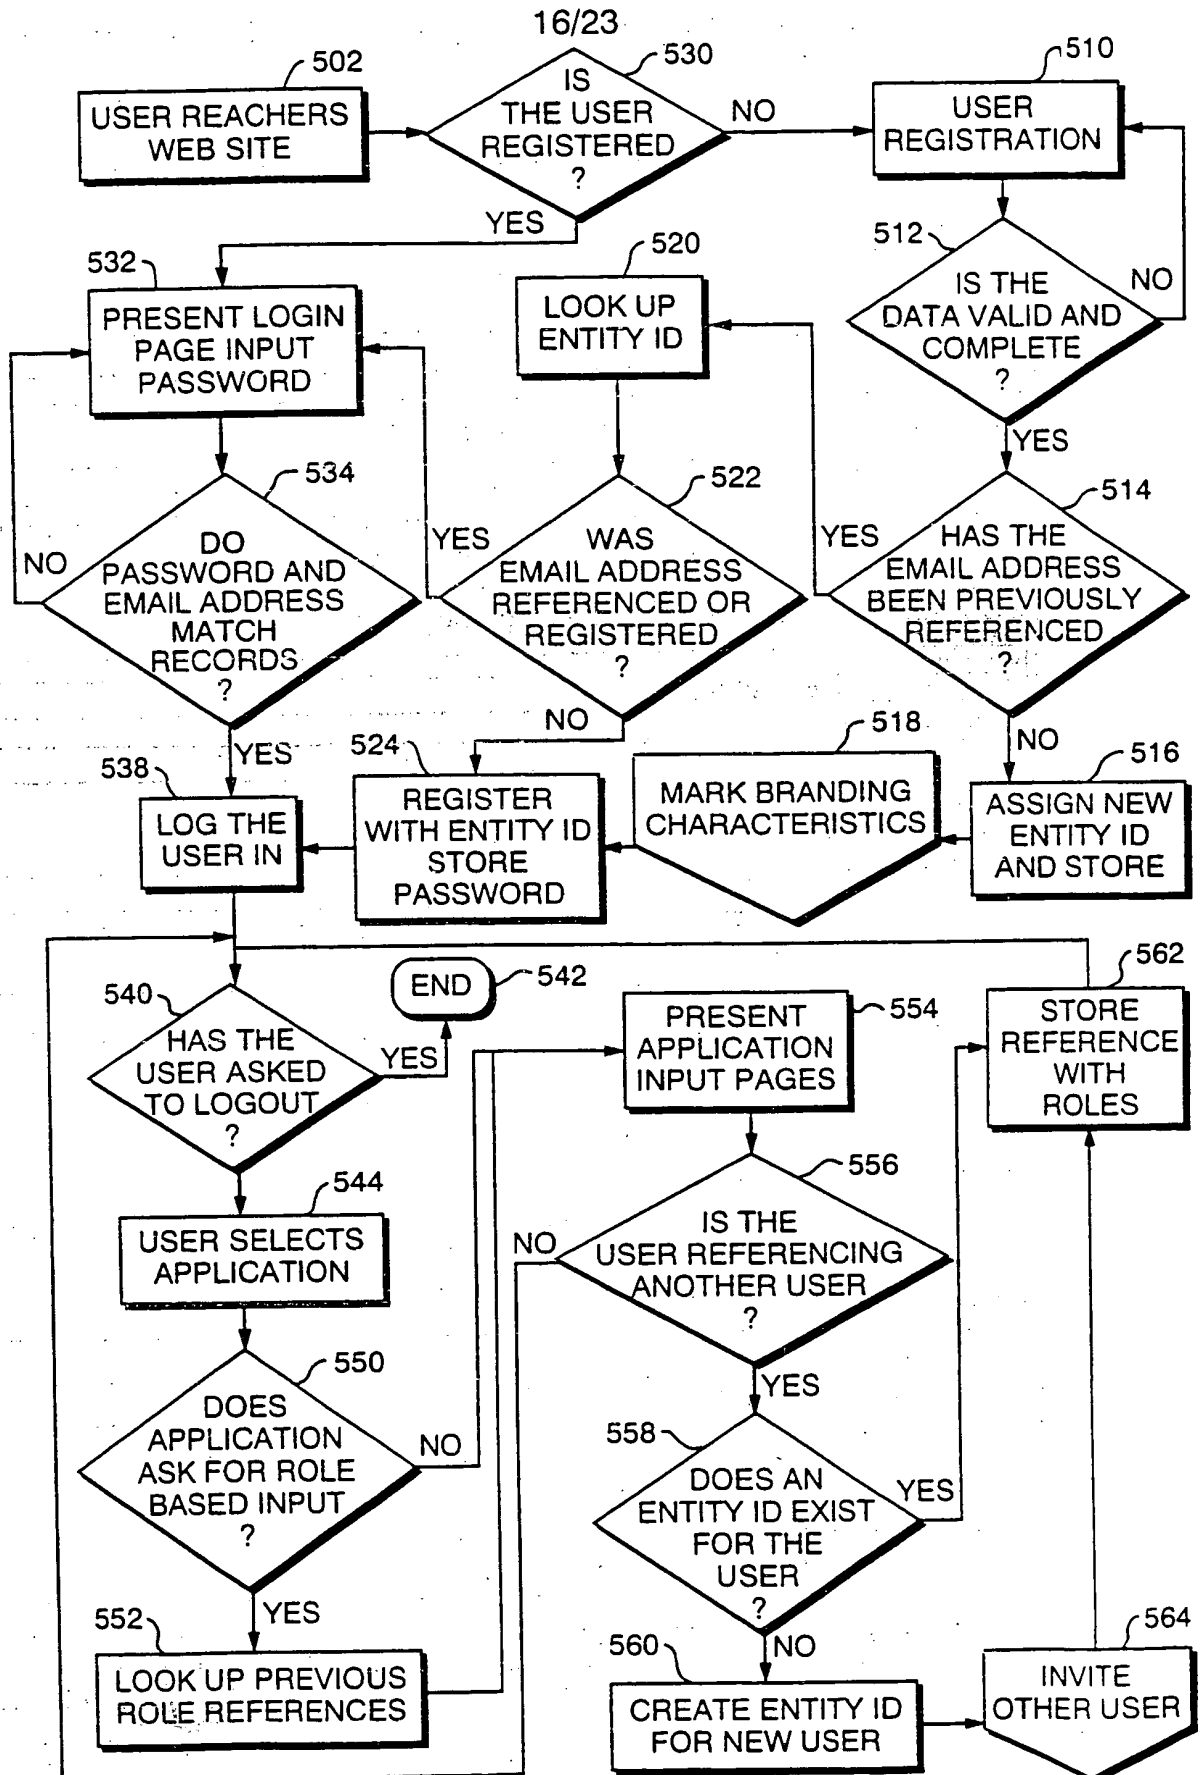 16/23
502
USER REACHERS
WEB SITE
530
IS
THE USER
REGISTERED
?
NO
YES
510
USER
REGISTRATION
512
IS THE
DATA VALID AND
COMPLETE
?
NO
YES
532
PRESENT LOGIN
PAGE INPUT
PASSWORD
520
LOOK UP
ENTITY ID
534
DO
PASSWORD AND
EMAIL ADDRESS
MATCH
RECORDS
?
NO
YES
522
WAS
EMAIL ADDRESS
REFERENCED OR
REGISTERED
?
YES
NO
514
HAS THE
EMAIL ADDRESS
BEEN PREVIOUSLY
REFERENCED
?
YES
NO
538
LOG THE
USER IN
524
REGISTER
WITH ENTITY ID
STORE
PASSWORD
518
MARK BRANDING
CHARACTERISTICS
516
ASSIGN NEW
ENTITY ID
AND STORE
540
HAS THE
USER ASKED
TO LOGOUT
?
YES
END
542
554
PRESENT
APPLICATION
INPUT PAGES
562
STORE
REFERENCE
WITH
ROLES
544
USER SELECTS
APPLICATION
556
IS THE
USER REFERENCING
ANOTHER USER
?
NO
YES
550
DOES
APPLICATION
ASK FOR ROLE
BASED INPUT
?
NO
YES
558
DOES AN
ENTITY ID EXIST
FOR THE
USER
?
YES
NO
552
LOOK UP PREVIOUS
ROLE REFERENCES
560
CREATE ENTITY ID
FOR NEW USER
564
INVITE
OTHER USER